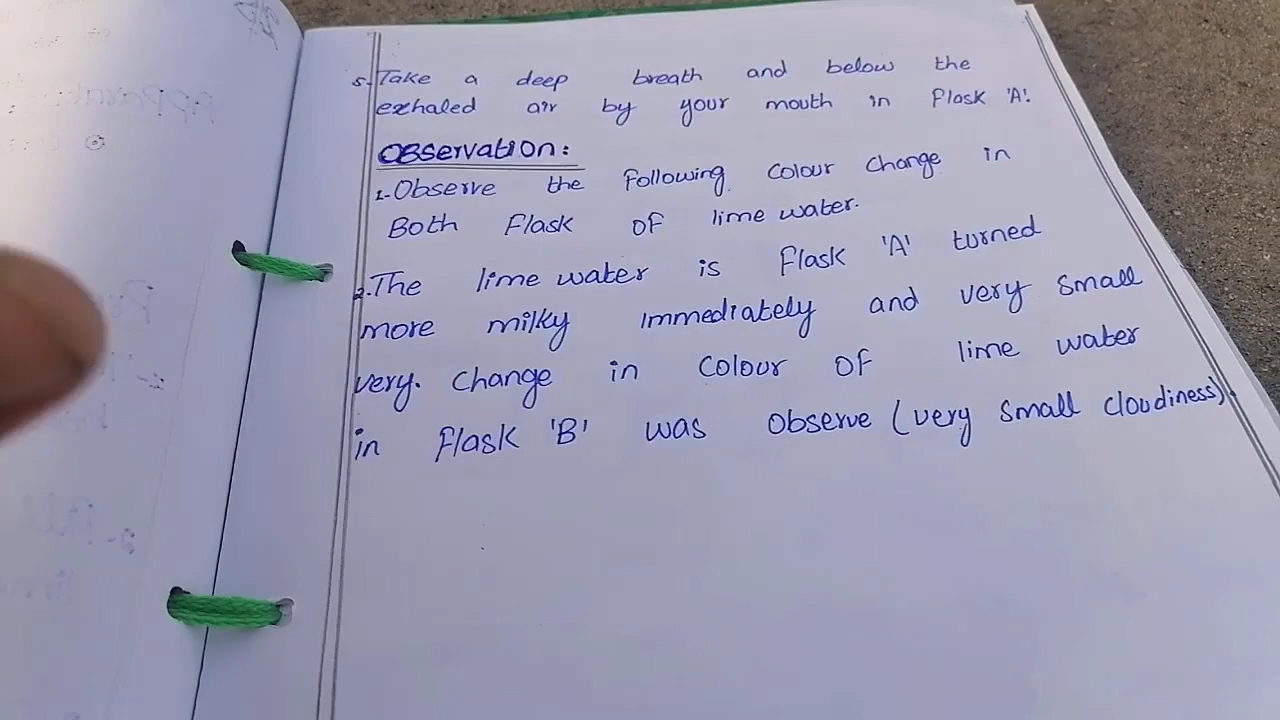 5. Take a deep breath and below the
exhaled air by your mouth in Flask 'A'.
Observation:
1. Observe the Following Colour change in
Both Flask of lime water.
2. The lime water is Flask 'A' turned
more milky immediately and very small
very. change in colour of lime water
in Flask 'B' was observe (very small cloudiness).